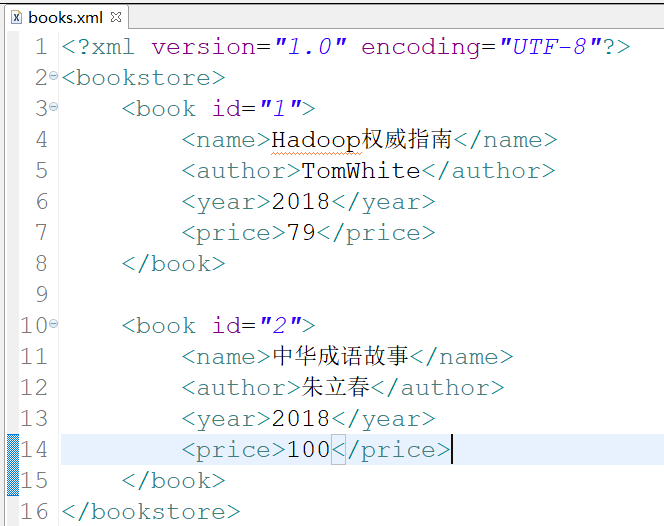 books.xml
1 <?xml version="1.0" encoding="UTF-8"?>
2 <bookstore>
3     <book id="1">
4         <name>Hadoop权威指南</name>
5         <author>TomWhite</author>
6         <year>2018</year>
7         <price>79</price>
8     </book>
9
10     <book id="2">
11         <name>中华成语故事</name>
12         <author>朱立春</author>
13         <year>2018</year>
14         <price>100</price>
15     </book>
16 </bookstore>